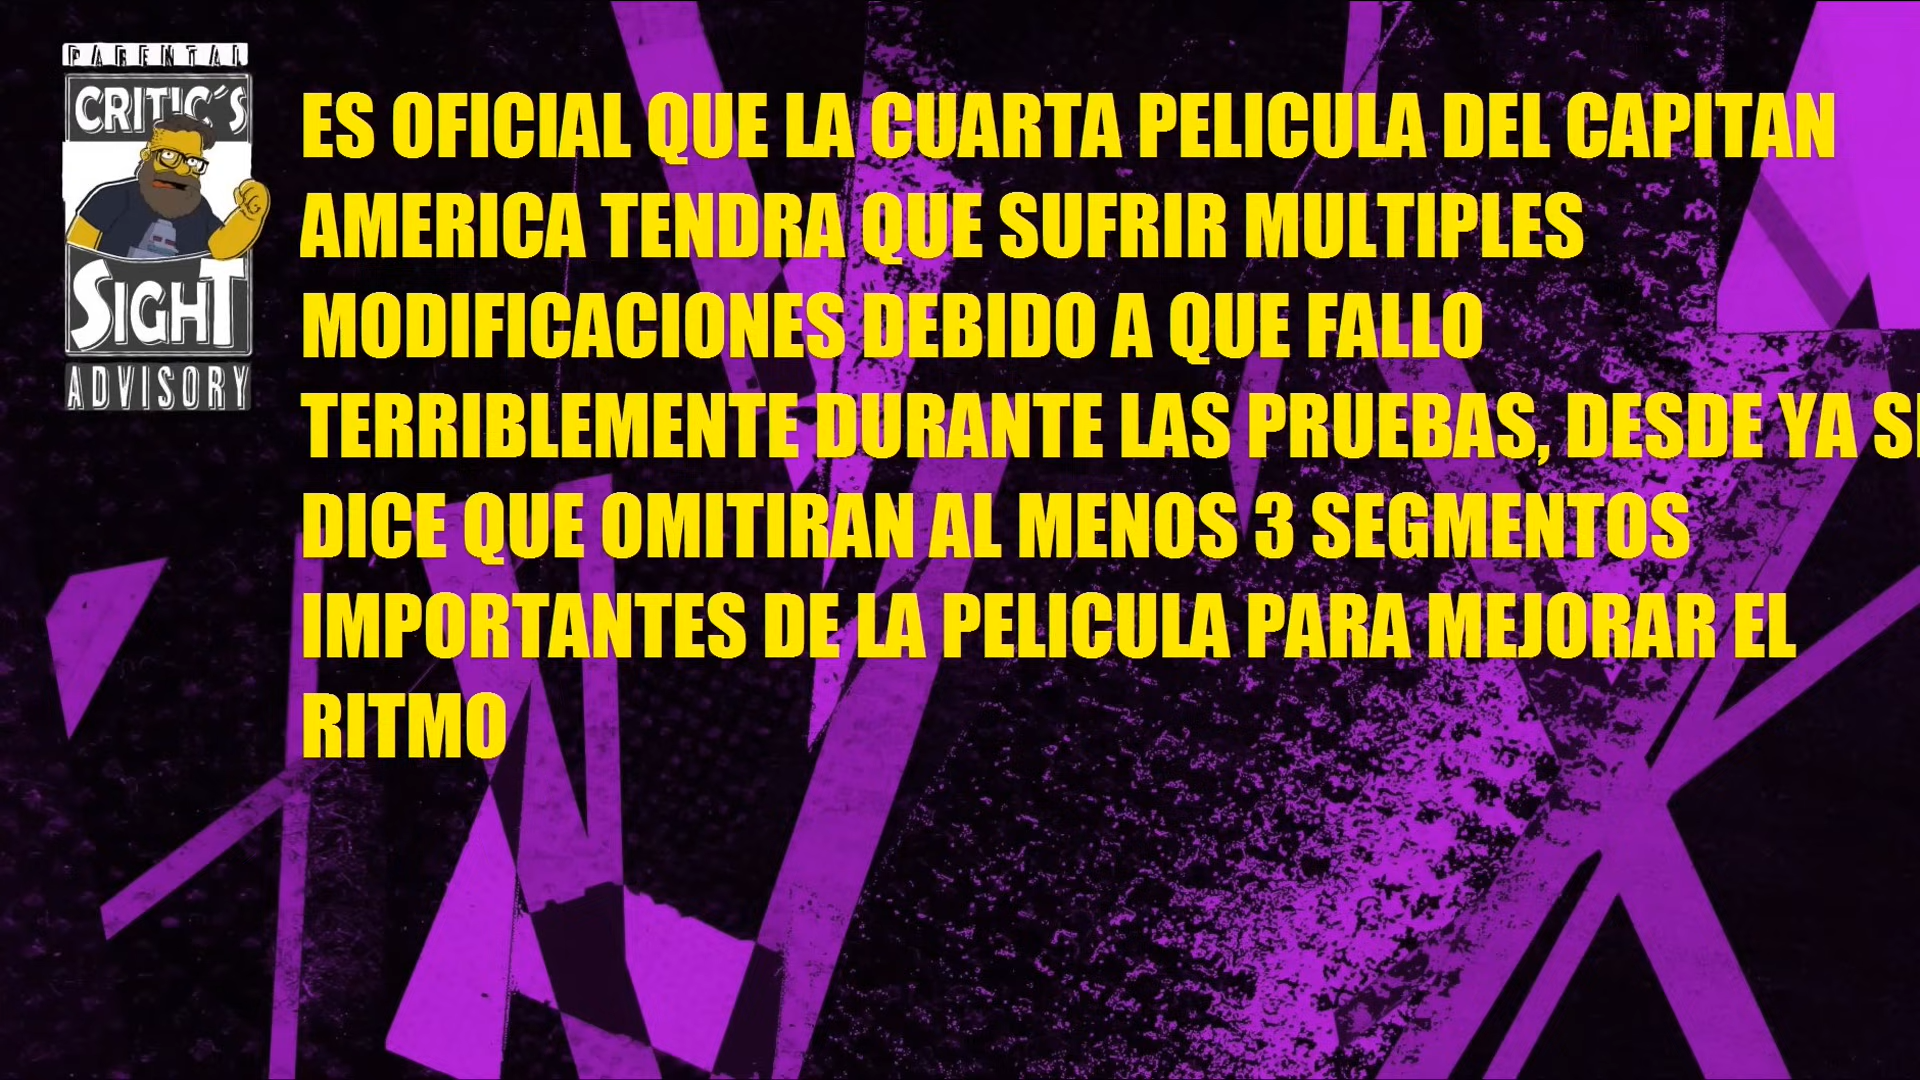 PARENTAL
CRITIC´S
SIGHT
ADVISORY
ES OFICIAL QUE LA CUARTA PELICULA DEL CAPITAN
AMERICA TENDRA QUE SUFRIR MULTIPLES
MODIFICACIONES DEBIDO A QUE FALLO
TERRIBLEMENTE DURANTE LAS PRUEBAS, DESDE YA
DICE QUE OMITIRAN AL MENOS 3 SEGMENTOS
IMPORTANTES DE LA PELICULA PARA MEJORAR EL
RITMO